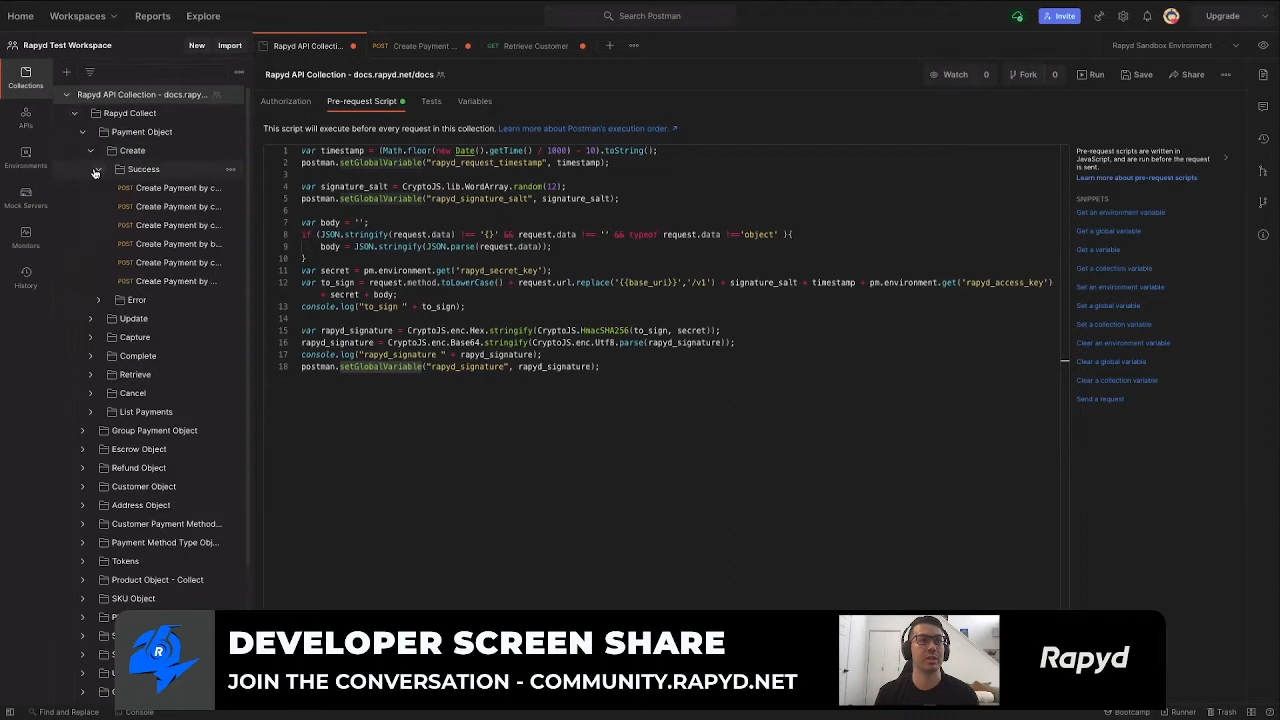 Home Workspaces Reports Explore Search Postman Invite Upgrade
Rapyd Test Workspace New Import
Rapyd API Collecti... POST Create Payment ... GET Retrieve Customer Rapyd Sandbox Environment
Collections
APIs
Environments
Mock Servers
Monitors
History
Rapyd API Collection - docs.rapy...
Rapyd Collect
Payment Object
Create
Success
POST Create Payment by c...
POST Create Payment by c...
POST Create Payment by c...
POST Create Payment by b...
POST Create Payment by c...
POST Create Payment by ...
Error
Update
Capture
Complete
Retrieve
Cancel
List Payments
Group Payment Object
Escrow Object
Refund Object
Customer Object
Address Object
Customer Payment Method...
Payment Method Type Obj...
Tokens
Product Object - Collect
SKU Object
Rapyd API Collection - docs.rapyd.net/docs Watch 0 Fork 0 Run Save Share
Authorization Pre-request Script Tests Variables
This script will execute before every request in this collection. Learn more about Postman's execution order. ↗
1 var timestamp = (Math.floor(new Date().getTime() / 1000) - 10).toString();
2 postman.setGlobalVariable("rapyd_request_timestamp", timestamp);
3
4 var signature_salt = CryptoJS.lib.WordArray.random(12);
5 postman.setGlobalVariable("rapyd_signature_salt", signature_salt);
6
7 var body = '';
8 if (JSON.stringify(request.data) !== '{}' && request.data !== '' && typeof request.data !=='object' ){
9 body = JSON.stringify(JSON.parse(request.data));
10 }
11 var secret = pm.environment.get('rapyd_secret_key');
12 var to_sign = request.method.toLowerCase() + request.url.replace('{{base_uri}}','/v1') + signature_salt + timestamp + pm.environment.get('rapyd_access_key')
+ secret + body;
13 console.log("to_sign " + to_sign);
14
15 var rapyd_signature = CryptoJS.enc.Hex.stringify(CryptoJS.HmacSHA256(to_sign, secret));
16 rapyd_signature = CryptoJS.enc.Base64.stringify(CryptoJS.enc.Utf8.parse(rapyd_signature));
17 console.log("rapyd_signature " + rapyd_signature);
18 postman.setGlobalVariable("rapyd_signature", rapyd_signature);
Pre-request scripts are written in
JavaScript, and are run before the request
is sent.
Learn more about pre-request scripts
SNIPPETS
Get an environment variable
Get a global variable
Get a variable
Get a collection variable
Set an environment variable
Set a global variable
Set a collection variable
Clear an environment variable
Clear a global variable
Clear a collection variable
Send a request
R
DEVELOPER SCREEN SHARE
JOIN THE CONVERSATION - COMMUNITY.RAPYD.NET
Rapyd
Find and Replace Console Bootcamp Runner Trash